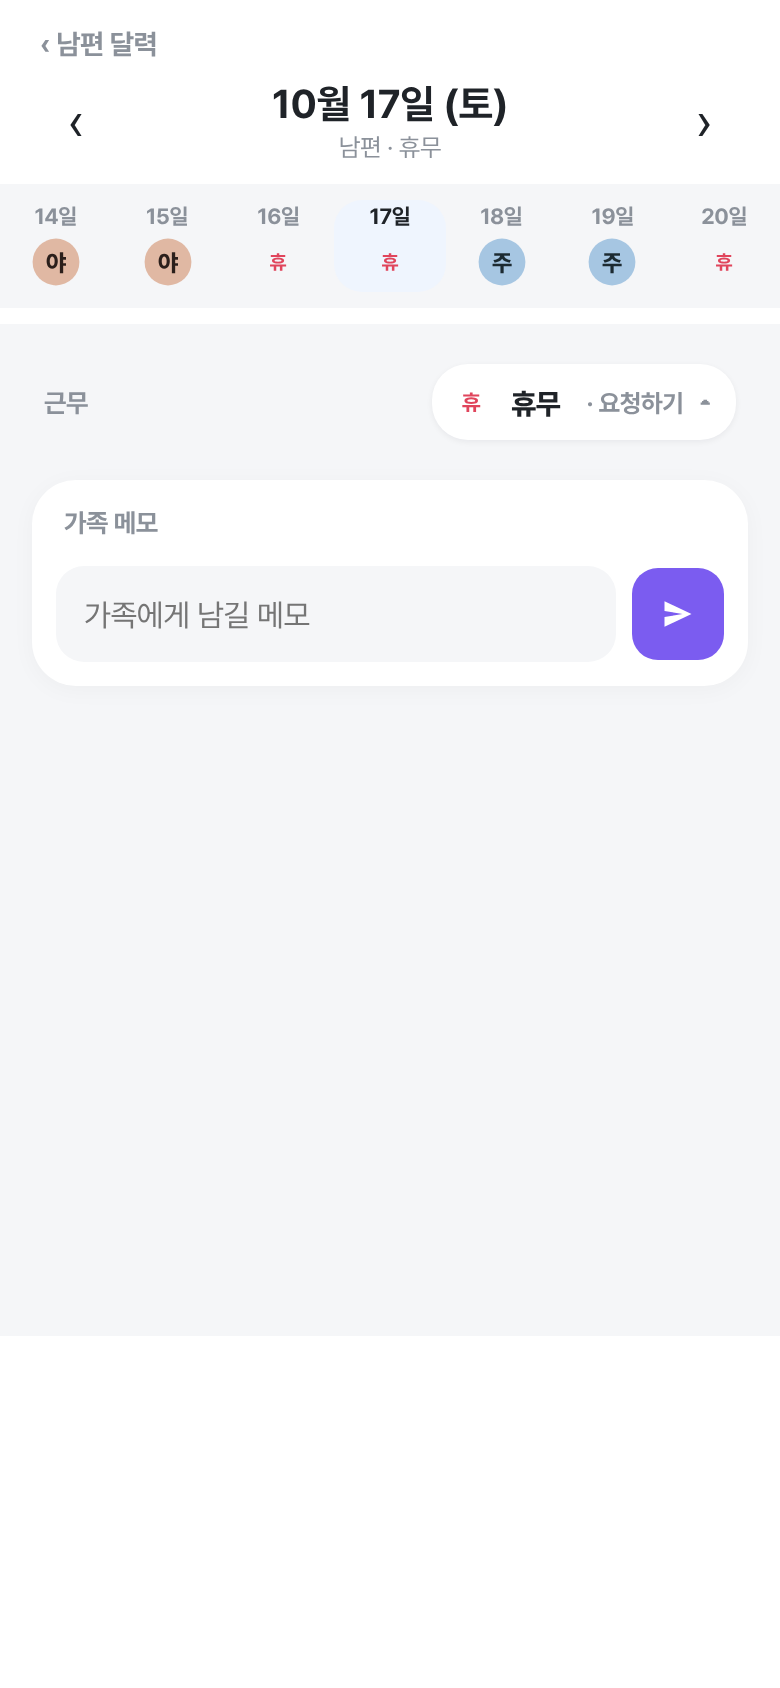 ‹ 남편 달력
‹ 10월 17일 (토) ›
남편 · 휴무
14일 15일 16일 17일 18일 19일 20일
야 야 휴 휴 주 주 휴
근무 휴 휴무 · 요청하기
가족 메모
가족에게 남길 메모